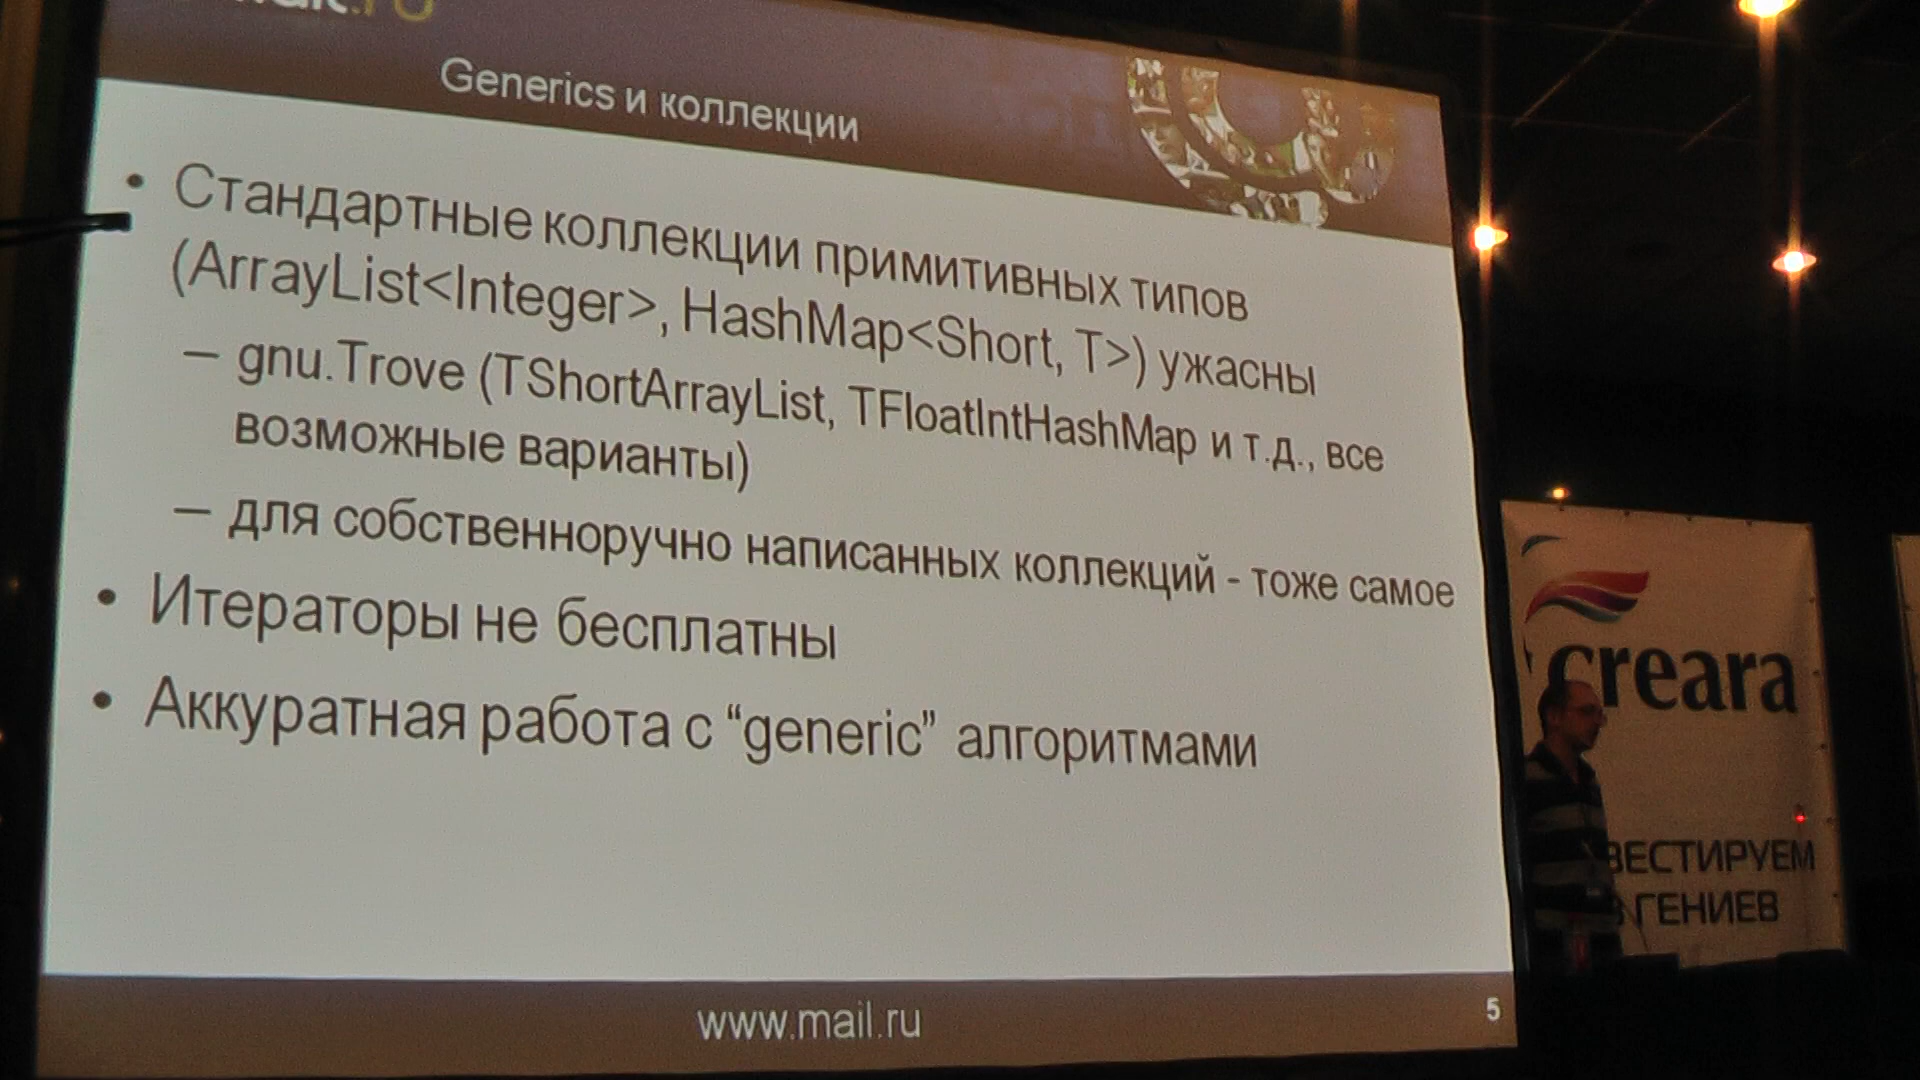 Generics и коллекции
• Стандартные коллекции примитивных типов
(ArrayList<Integer>, HashMap<Short, T>) ужасны
– gnu.Trove (TShortArrayList, TFloatIntHashMap и т.д., все
возможные варианты)
– для собственноручно написанных коллекций - тоже самое
• Итераторы не бесплатны
• Аккуратная работа с “generic” алгоритмами
www.mail.ru
5
creara
ВЕСТИРУЕМ
ГЕНИЕВ